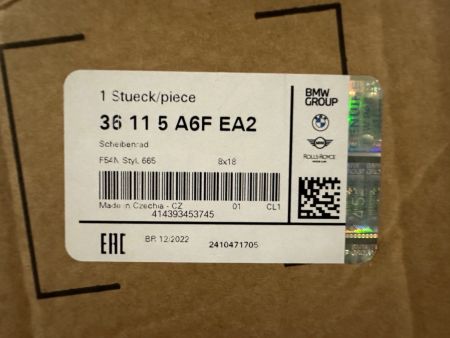 1 Stueck/piece
BMW
GROUP
36 11 5 A6F EA2
Scheibenrad
F54N Styl. 665 8x18
MINI
ROLLS-ROYCE
Made in Czechia - CZ 01 CL1
414393453745
EAC
BR 12/2022 2410471705